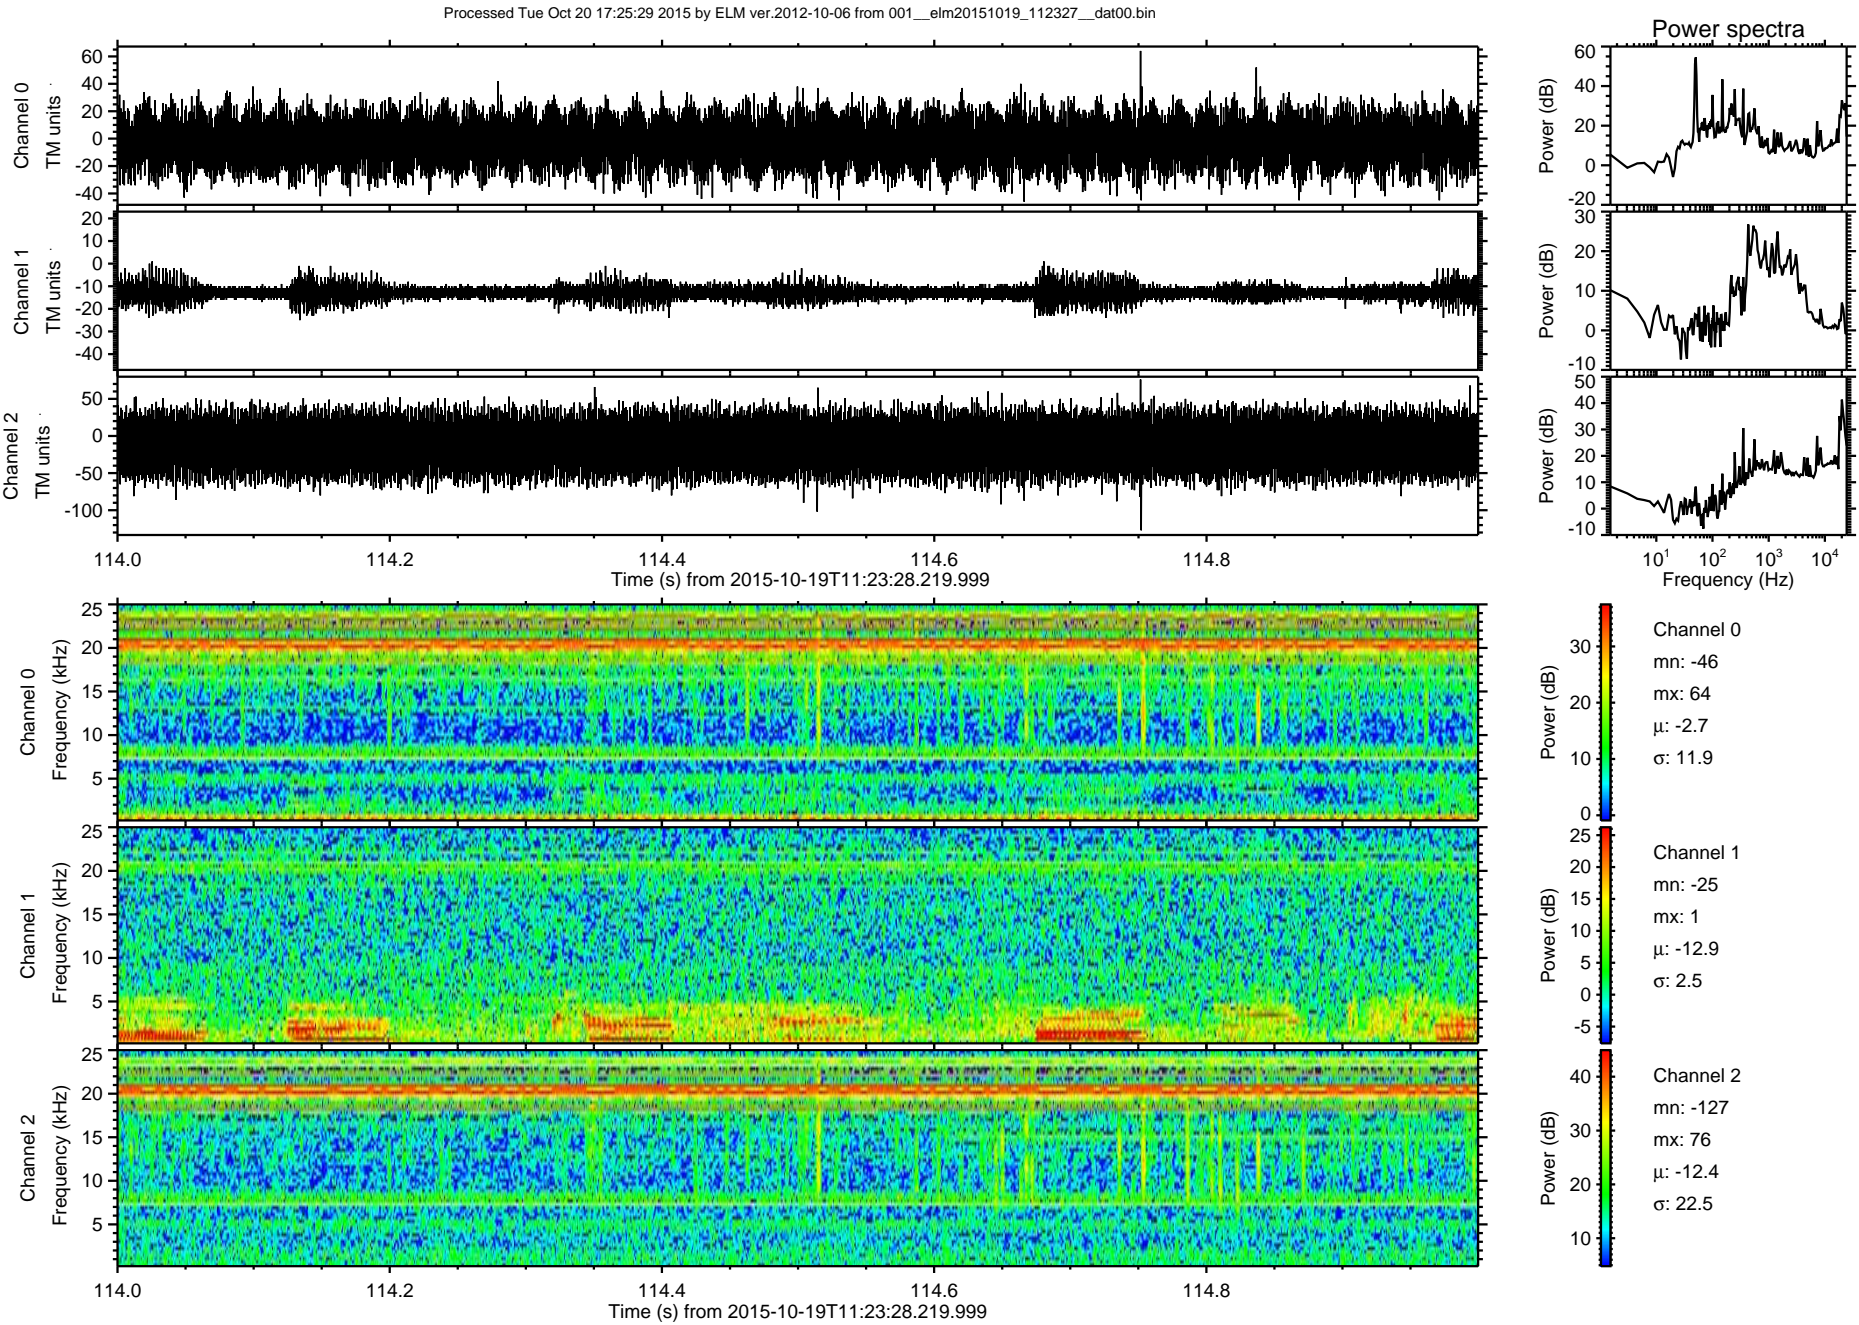 Processed Tue Oct 20 17:25:29 2015 by ELM ver.2012-10-06 from 001__elm20151019_112327__dat00.bin
Power spectra
Channel 0
TM units
60
40
20
0
-20
-40
Power (dB)
60
40
20
0
-20
Channel 1
TM units
20
10
0
-10
-20
-30
-40
Power (dB)
30
20
10
0
-10
Channel 2
TM units
50
0
-50
-100
Power (dB)
50
40
30
20
10
0
-10
114.0 114.2 114.4 114.6 114.8
Time (s) from 2015-10-19T11:23:28.219.999
10^1 10^2 10^3 10^4
Frequency (Hz)
Channel 0
Frequency (kHz)
25
20
15
10
5
Power (dB)
30
20
10
0
Channel 0
mn: -46
mx: 64
μ: -2.7
σ: 11.9
Channel 1
Frequency (kHz)
25
20
15
10
5
Power (dB)
25
20
15
10
5
0
-5
Channel 1
mn: -25
mx: 1
μ: -12.9
σ: 2.5
Channel 2
Frequency (kHz)
25
20
15
10
5
Power (dB)
40
30
20
10
Channel 2
mn: -127
mx: 76
μ: -12.4
σ: 22.5
114.0 114.2 114.4 114.6 114.8
Time (s) from 2015-10-19T11:23:28.219.999